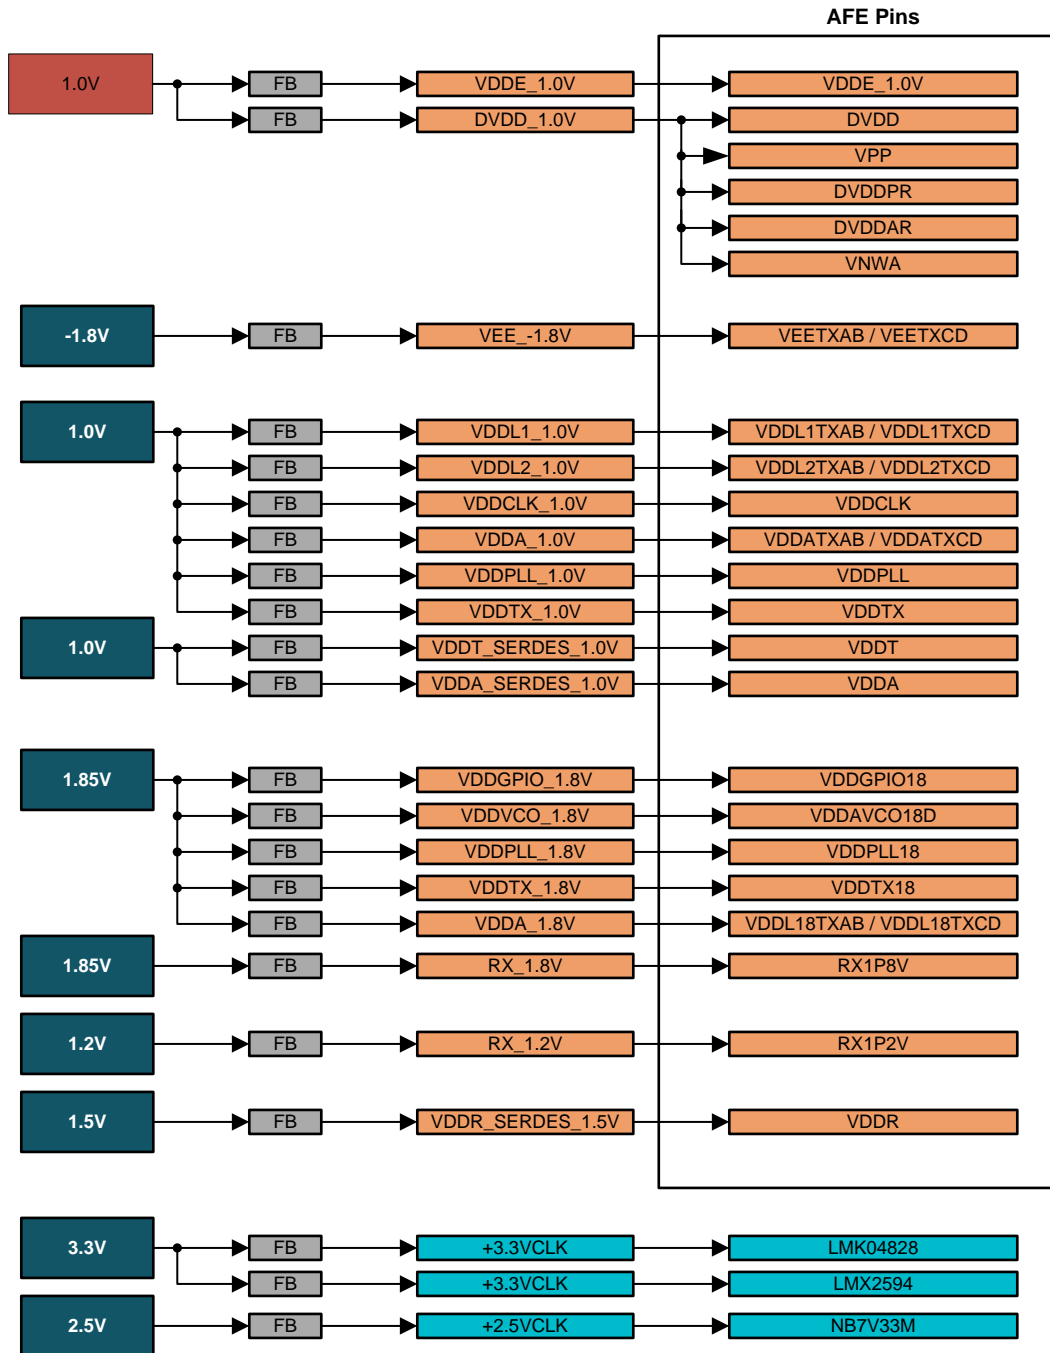 AFE Pins
1.0V FB VDDE_1.0V VDDE_1.0V
FB DVDD_1.0V DVDD
VPP
DVDDPR
DVDDAR
VNWA
-1.8V FB VEE_-1.8V VEETXAB / VEETXCD
1.0V FB VDDL1_1.0V VDDL1TXAB / VDDL1TXCD
FB VDDL2_1.0V VDDL2TXAB / VDDL2TXCD
FB VDDCLK_1.0V VDDCLK
FB VDDA_1.0V VDDATXAB / VDDATXCD
FB VDDPLL_1.0V VDDPLL
FB VDDTX_1.0V VDDTX
1.0V FB VDDT_SERDES_1.0V VDDT
FB VDDA_SERDES_1.0V VDDA
1.85V FB VDDGPIO_1.8V VDDGPIO18
FB VDDVCO_1.8V VDDAVCO18D
FB VDDPLL_1.8V VDDPLL18
FB VDDTX_1.8V VDDTX18
FB VDDA_1.8V VDDL18TXAB / VDDL18TXCD
1.85V FB RX_1.8V RX1P8V
1.2V FB RX_1.2V RX1P2V
1.5V FB VDDR_SERDES_1.5V VDDR
3.3V FB +3.3VCLK LMK04828
FB +3.3VCLK LMX2594
2.5V FB +2.5VCLK NB7V33M